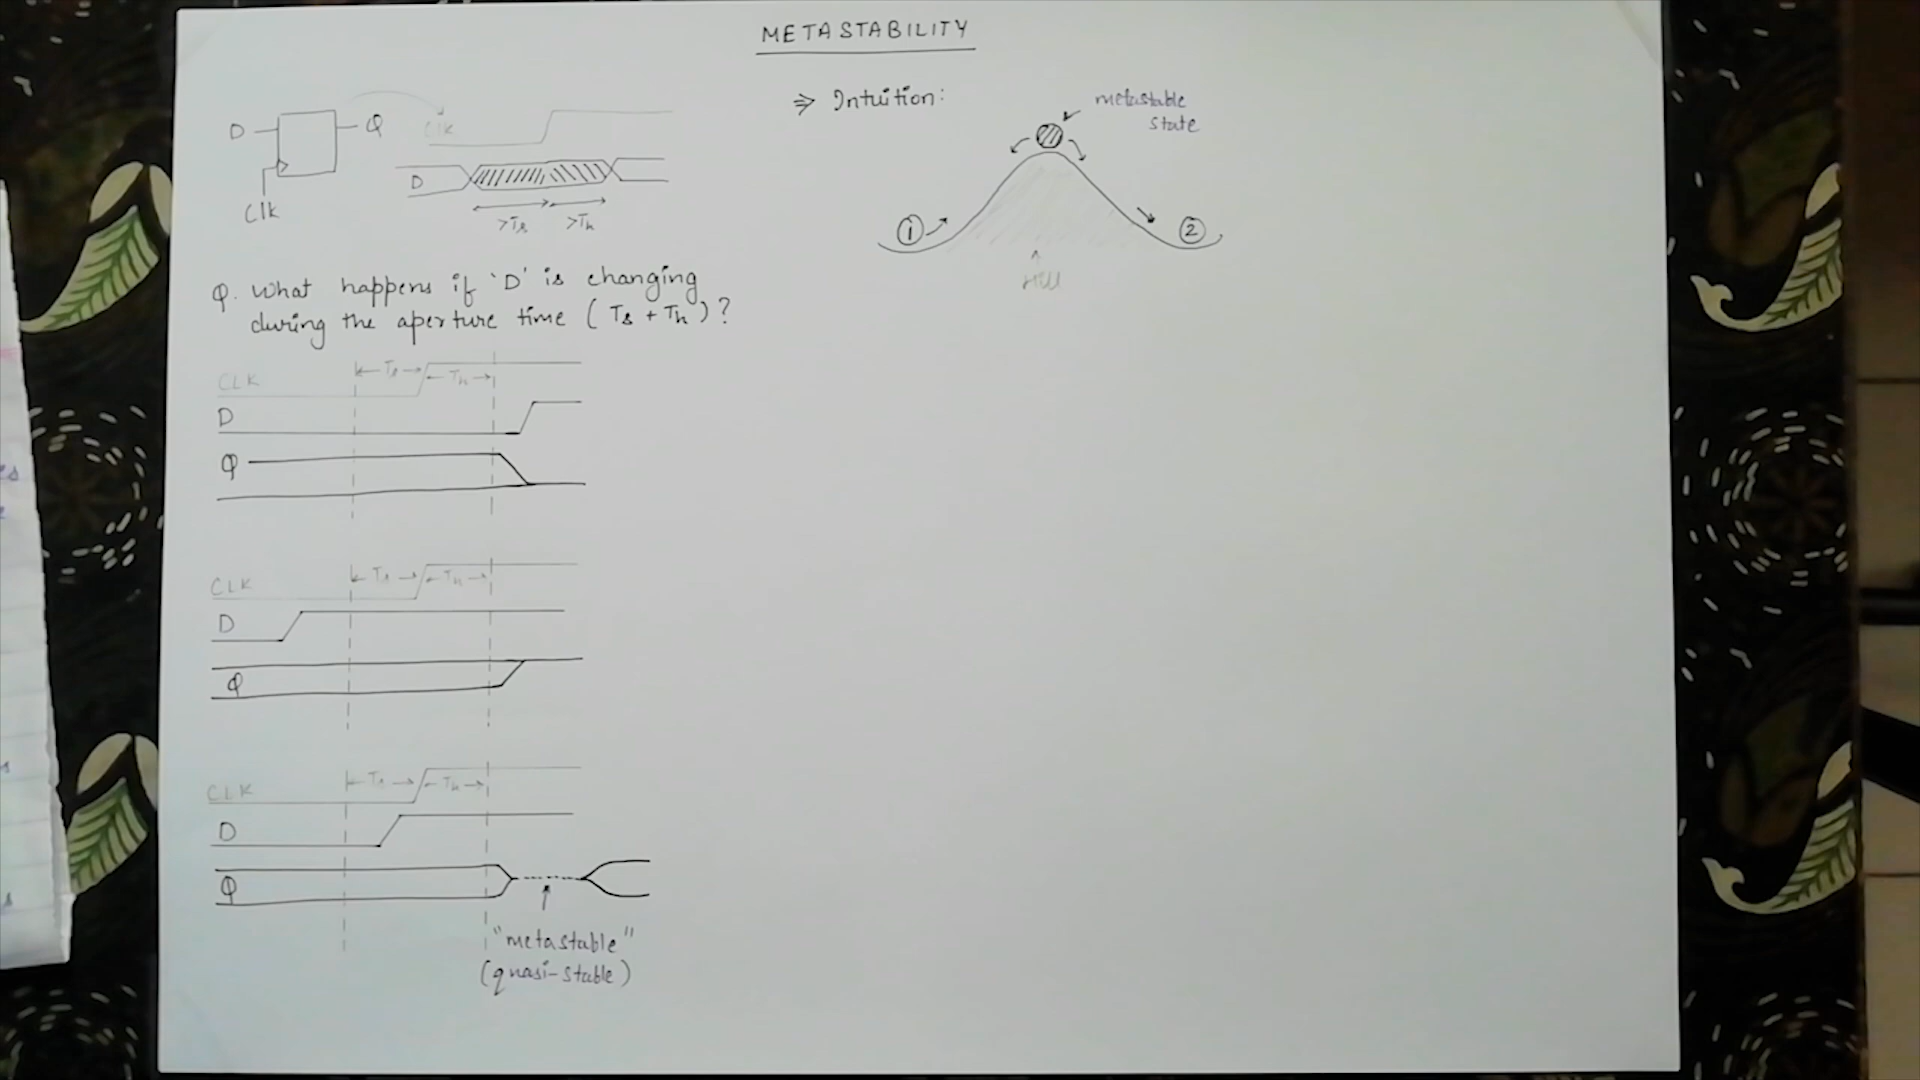 METASTABILITY
D
Q
Clk
Clk
D
>Ts
>Th
Q. What happens if 'D' is changing
during the aperture time (Ts + Th)?
CLK
Ts
Th
D
Q
CLK
Ts
Th
D
Q
CLK
Ts
Th
D
Q
"metastable"
(quasi-stable)
⇒ Intuition:
metastable
state
1
2
Hill